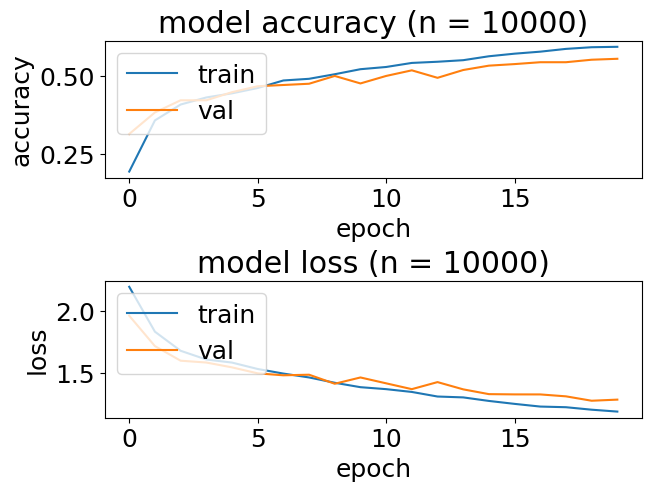 model accuracy (n = 10000)
accuracy
0.50
0.25
train
val
0 5 10 15
epoch
model loss (n = 10000)
loss
2.0
1.5
train
val
0 5 10 15
epoch